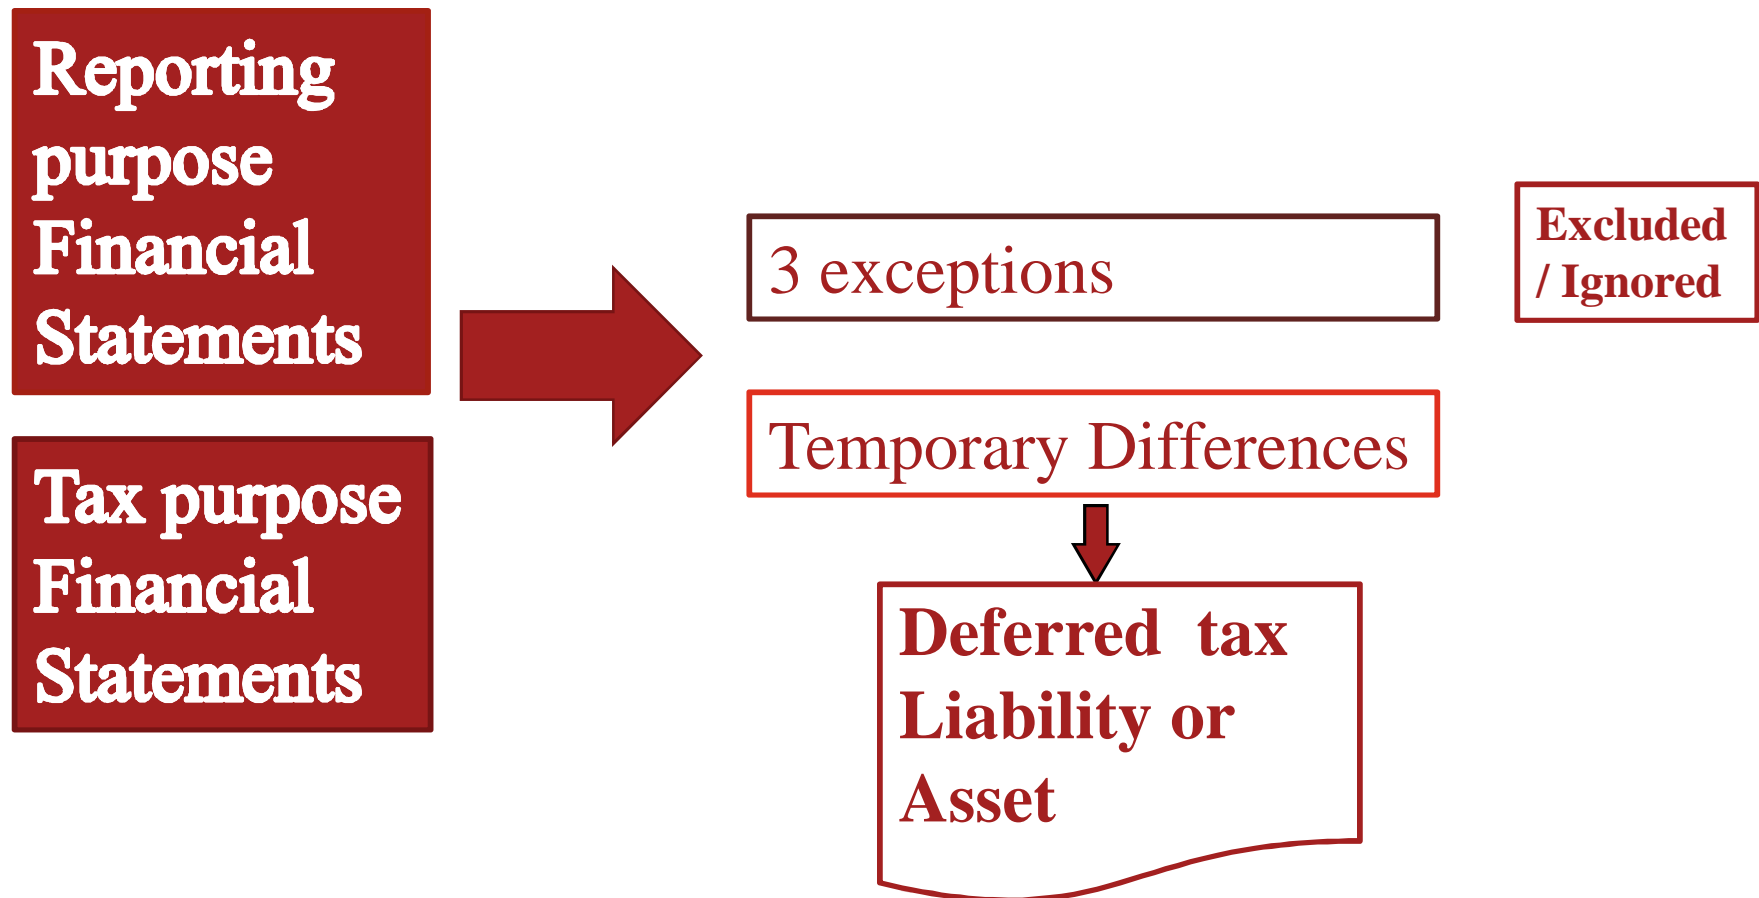 Reporting
purpose
Financial
Statements
Tax purpose
Financial
Statements
3 exceptions
Excluded
/ Ignored
Temporary Differences
Deferred  tax
Liability or
Asset